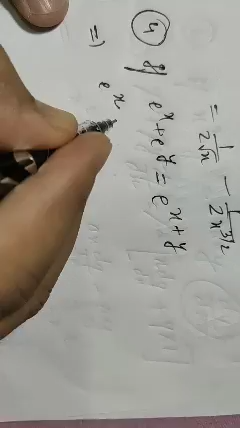 = 1/(2√x) - 1/(2x^{3/2})
④ If e^x + e^y = e^{x+y}
⇒) e^x